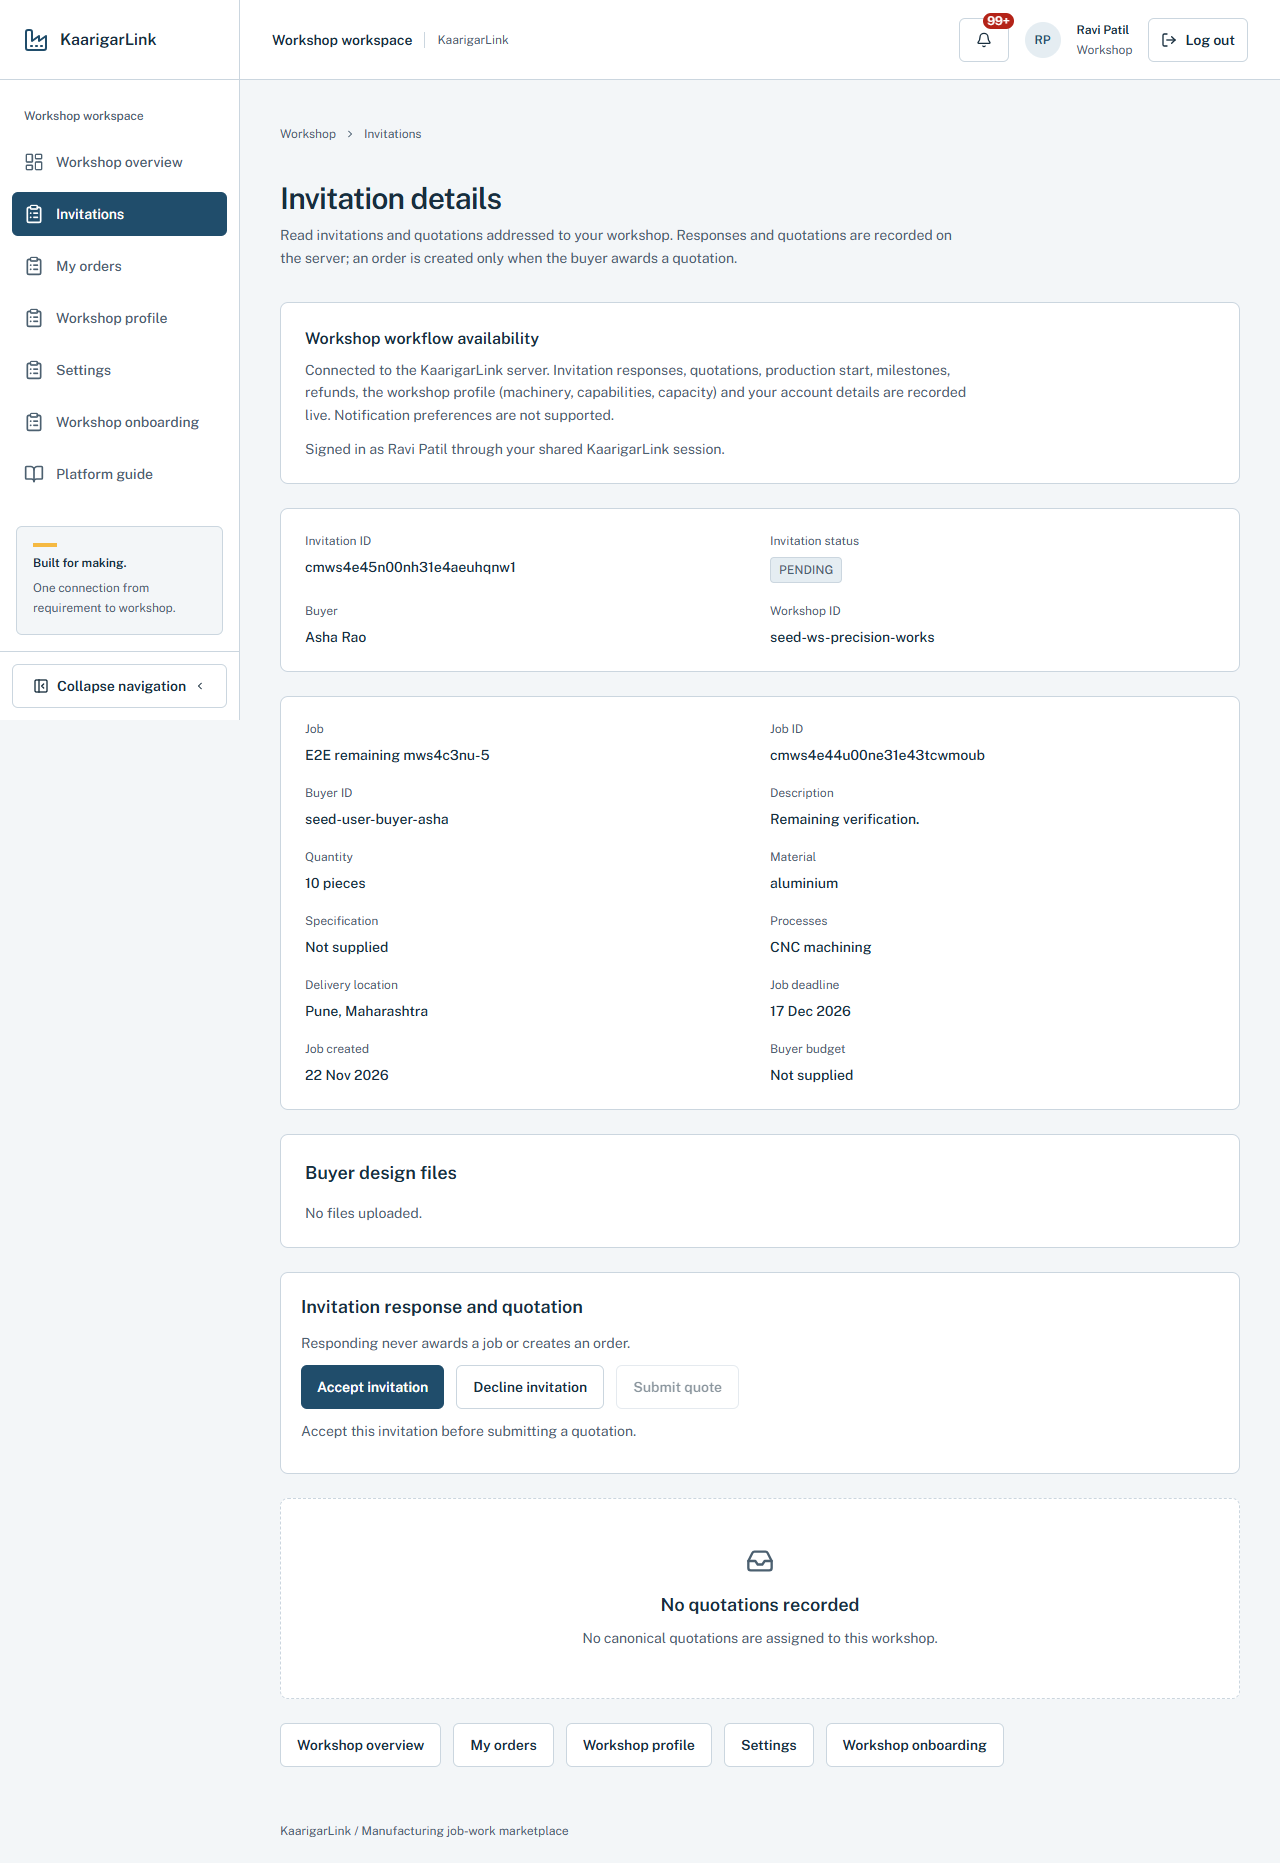 KaarigarLink
Workshop workspace
KaarigarLink
99+
RP
Ravi Patil
Workshop
Log out
Workshop workspace
Workshop overview
Invitations
My orders
Workshop profile
Settings
Workshop onboarding
Platform guide
Built for making.
One connection from
requirement to workshop.
Collapse navigation
Workshop
Invitations
Invitation details
Read invitations and quotations addressed to your workshop. Responses and quotations are recorded on
the server; an order is created only when the buyer awards a quotation.
Workshop workflow availability
Connected to the KaarigarLink server. Invitation responses, quotations, production start, milestones,
refunds, the workshop profile (machinery, capabilities, capacity) and your account details are recorded
live. Notification preferences are not supported.
Signed in as Ravi Patil through your shared KaarigarLink session.
Invitation ID
cmws4e45n00nh31e4aeuhqnw1
Invitation status
PENDING
Buyer
Asha Rao
Workshop ID
seed-ws-precision-works
Job
E2E remaining mws4c3nu-5
Job ID
cmws4e44u00ne31e43tcwmoub
Buyer ID
seed-user-buyer-asha
Description
Remaining verification.
Quantity
10 pieces
Material
aluminium
Specification
Not supplied
Processes
CNC machining
Delivery location
Pune, Maharashtra
Job deadline
17 Dec 2026
Job created
22 Nov 2026
Buyer budget
Not supplied
Buyer design files
No files uploaded.
Invitation response and quotation
Responding never awards a job or creates an order.
Accept invitation
Decline invitation
Submit quote
Accept this invitation before submitting a quotation.
No quotations recorded
No canonical quotations are assigned to this workshop.
Workshop overview
My orders
Workshop profile
Settings
Workshop onboarding
KaarigarLink / Manufacturing job-work marketplace